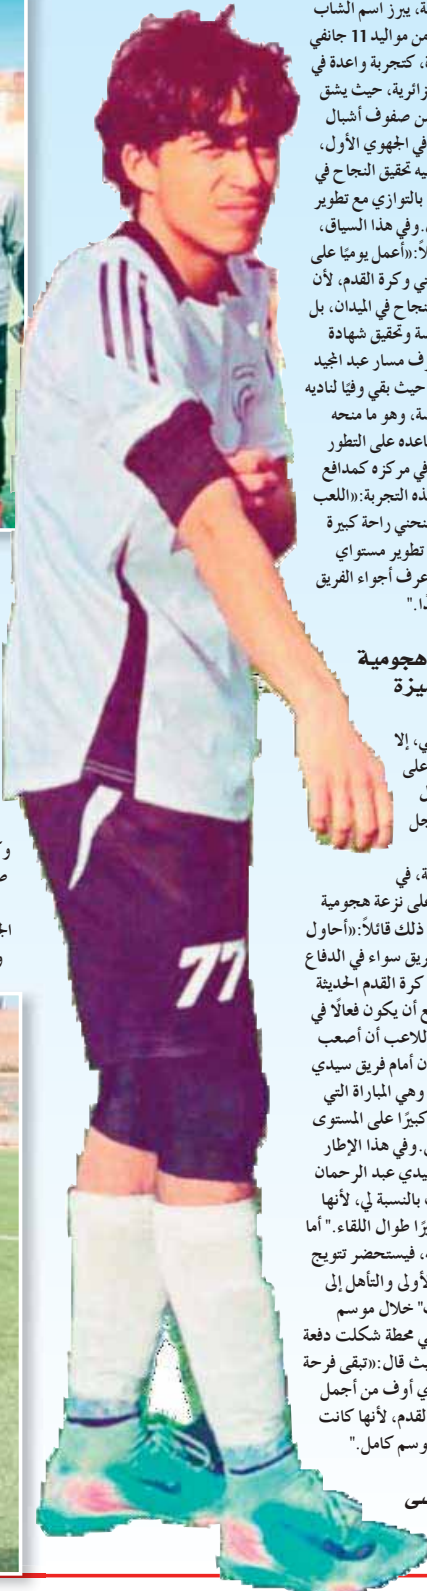 ة، يبرز اسم الشاب
من مواليد 11 جانفي
ة، كتجربة واعدة في
زائرية، حيث يشق
ن صفوف أشبال
في الجهوي الأول،
يه تحقيق النجاح في
بالتوازي مع تطوير
. وفي هذا السياق،
لاً:«أعمل يوميًا على
تي وكرة القدم، لأن
نجاح في الميدان، بل
سة وتحقيق شهادة
وف مسار عبد المجيد
حيث بقي وفيًا لناديه
سة، وهو ما منحه
ساعده على التطور
في مركزه كمدافع
ذه التجربة:«اللعب
نحني راحة كبيرة
تطوير مستواي
عرف أجواء الفريق
ا."
هجومية
يزة
ي، إلا
على
ل
جل
ة، في
على نزعة هجومية
ذلك قائلاً:«أحاول
ريق سواء في الدفاع
كرة القدم الحديثة
ع أن يكون فعالًا في
للاعب أن أصعب
ن أمام فريق سيدي
وهي المباراة التي
كبيرًا على المستوى
. وفي هذا الإطار
يدي عبد الرحمان
بالنسبة لي، لأنها
يرًا طوال اللقاء." أما
، فيستحضر تتويج
لأولى والتأهل إلى
" خلال موسم
ي محطة شكلت دفعة
يث قال:«تبقى فرحة
ي أوف من أجمل
القدم، لأنها كانت
وسم كامل."
سى
77
و
ص
الج
و